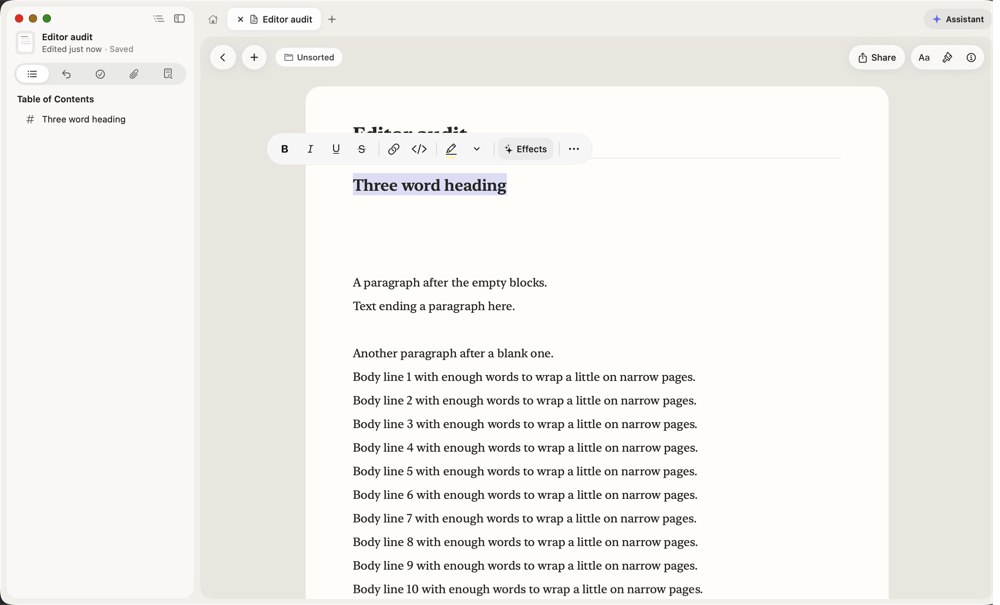 Editor audit
Edited just now · Saved
Table of Contents
# Three word heading
Editor audit
Assistant
Unsorted
Share
Aa
Editor audit
B I U S </> Effects
Three word heading
A paragraph after the empty blocks.
Text ending a paragraph here.
Another paragraph after a blank one.
Body line 1 with enough words to wrap a little on narrow pages.
Body line 2 with enough words to wrap a little on narrow pages.
Body line 3 with enough words to wrap a little on narrow pages.
Body line 4 with enough words to wrap a little on narrow pages.
Body line 5 with enough words to wrap a little on narrow pages.
Body line 6 with enough words to wrap a little on narrow pages.
Body line 7 with enough words to wrap a little on narrow pages.
Body line 8 with enough words to wrap a little on narrow pages.
Body line 9 with enough words to wrap a little on narrow pages.
Body line 10 with enough words to wrap a little on narrow pages.